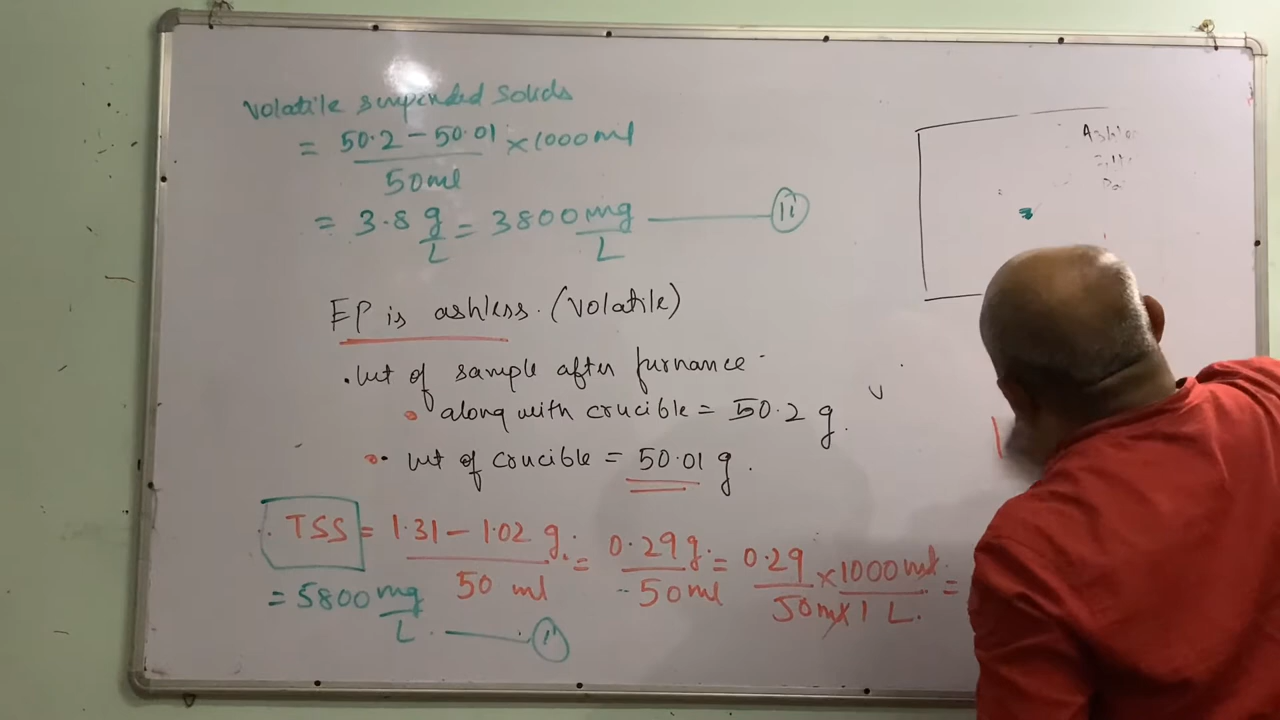 Volatile suspended solids
= 50.2 - 50.01 / 50 ml × 1000 ml
= 3.8 g/L = 3800 mg/L —— (ii)
FP is ashless. (Volatile)
. wt of sample after furnance
along with crucible = 50.2 g.
. wt of crucible = 50.01 g.
. TSS = 1.31 - 1.02 g. / 50 ml = 0.29 g. / 50 ml = 0.29 / 50 ml × 1000 ml / 1 L. =
= 5800 mg/L. —— (i)